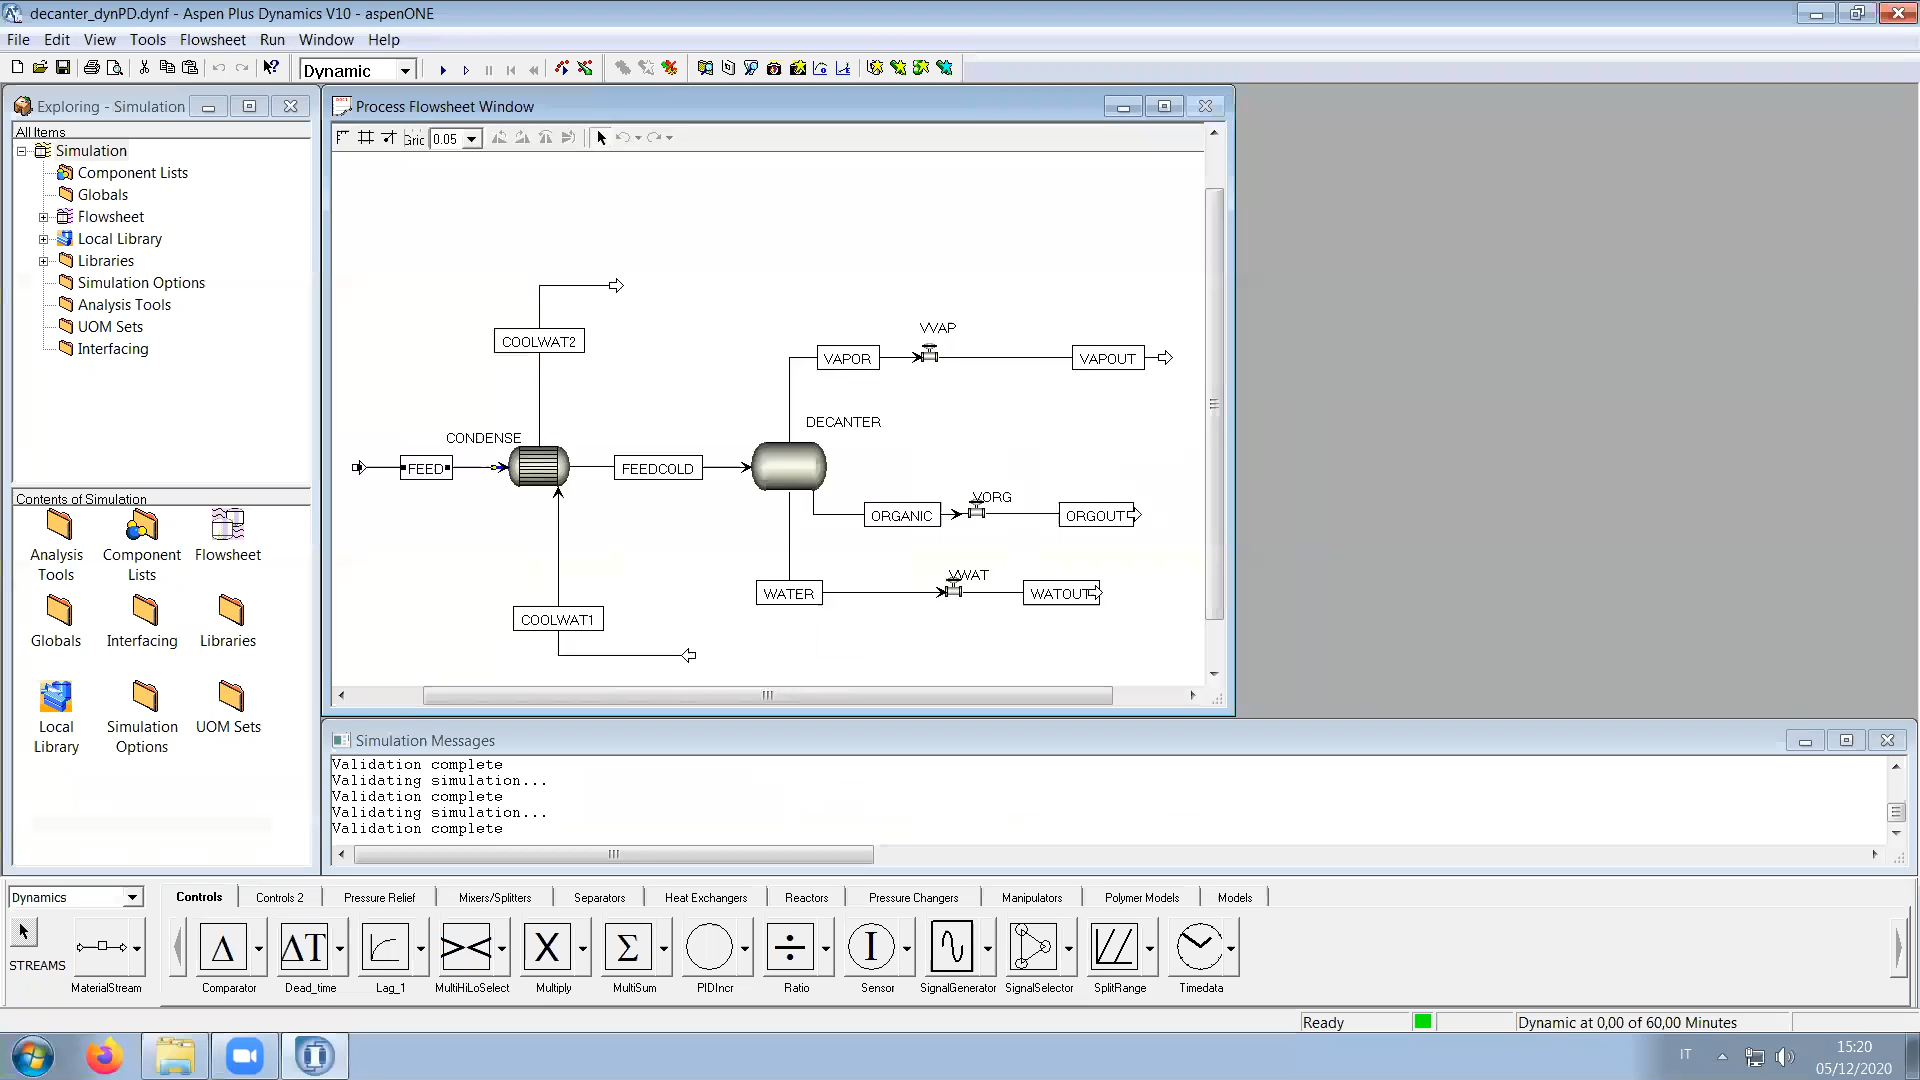 decanter_dynPD.dynf - Aspen Plus Dynamics V10 - aspenONE
File Edit View Tools Flowsheet Run Window Help
Dynamic
Exploring - Simulation
All Items
Simulation
Component Lists
Globals
Flowsheet
Local Library
Libraries
Simulation Options
Analysis Tools
UOM Sets
Interfacing
Contents of Simulation
Analysis Tools
Component Lists
Flowsheet
Globals
Interfacing
Libraries
Local Library
Simulation Options
UOM Sets
Process Flowsheet Window
Grid 0.05
COOLWAT2
VVAP
VAPOR
VAPOUT
DECANTER
CONDENSE
FEED
FEEDCOLD
VORG
ORGANIC
ORGOUT
VWAT
WATER
WATOUT
COOLWAT1
Simulation Messages
Validation complete
Validating simulation...
Validation complete
Validating simulation...
Validation complete
Dynamics
Controls Controls 2 Pressure Relief Mixers/Splitters Separators Heat Exchangers Reactors Pressure Changers Manipulators Polymer Models Models
Δ ΔT >< X Σ ÷ I
STREAMS
MaterialStream Comparator Dead_time Lag_1 MultiHiLoSelect Multiply MultiSum PIDIncr Ratio Sensor SignalGenerator SignalSelector SplitRange Timedata
Ready
Dynamic at 0,00 of 60,00 Minutes
IT
15:20
05/12/2020